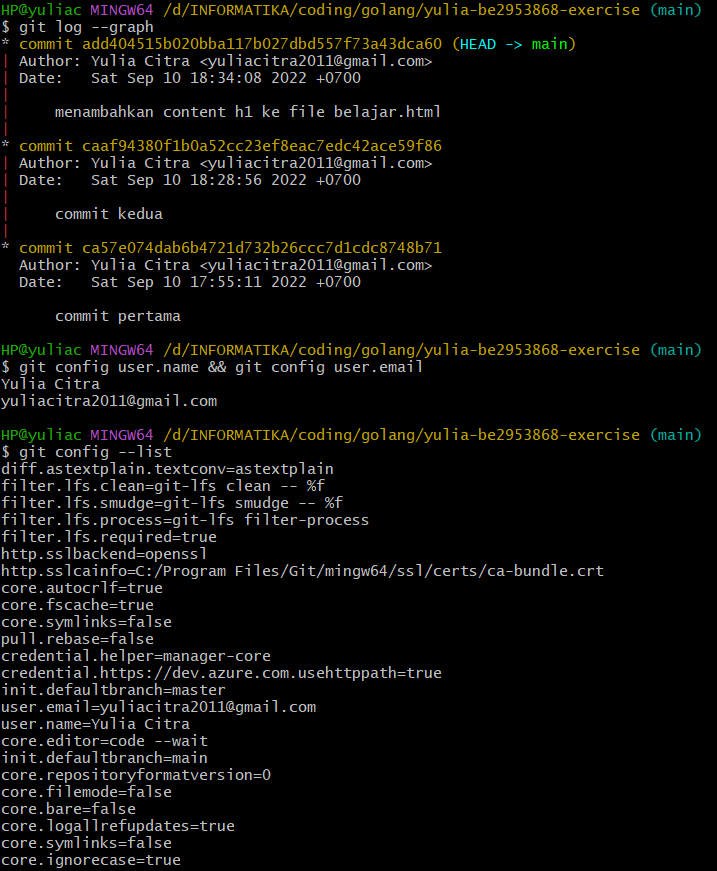 HP@yuliac MINGW64 /d/INFORMATIKA/coding/golang/yulia-be2953868-exercise (main)
$ git log --graph
* commit add404515b020bba117b027dbd557f73a43dca60 (HEAD -> main)
| Author: Yulia Citra <yuliacitra2011@gmail.com>
| Date:   Sat Sep 10 18:34:08 2022 +0700
|
|     menambahkan content h1 ke file belajar.html
|
* commit caaf94380f1b0a52cc23ef8eac7edc42ace59f86
| Author: Yulia Citra <yuliacitra2011@gmail.com>
| Date:   Sat Sep 10 18:28:56 2022 +0700
|
|     commit kedua
|
* commit ca57e074dab6b4721d732b26ccc7d1cdc8748b71
  Author: Yulia Citra <yuliacitra2011@gmail.com>
  Date:   Sat Sep 10 17:55:11 2022 +0700
      commit pertama
HP@yuliac MINGW64 /d/INFORMATIKA/coding/golang/yulia-be2953868-exercise (main)
$ git config user.name && git config user.email
Yulia Citra
yuliacitra2011@gmail.com
HP@yuliac MINGW64 /d/INFORMATIKA/coding/golang/yulia-be2953868-exercise (main)
$ git config --list
diff.astextplain.textconv=astextplain
filter.lfs.clean=git-lfs clean -- %f
filter.lfs.smudge=git-lfs smudge -- %f
filter.lfs.process=git-lfs filter-process
filter.lfs.required=true
http.sslbackend=openssl
http.sslcainfo=C:/Program Files/Git/mingw64/ssl/certs/ca-bundle.crt
core.autocrlf=true
core.fscache=true
core.symlinks=false
pull.rebase=false
credential.helper=manager-core
credential.https://dev.azure.com.usehttppath=true
init.defaultbranch=master
user.email=yuliacitra2011@gmail.com
user.name=Yulia Citra
core.editor=code --wait
init.defaultbranch=main
core.repositoryformatversion=0
core.filemode=false
core.bare=false
core.logallrefupdates=true
core.symlinks=false
core.ignorecase=true